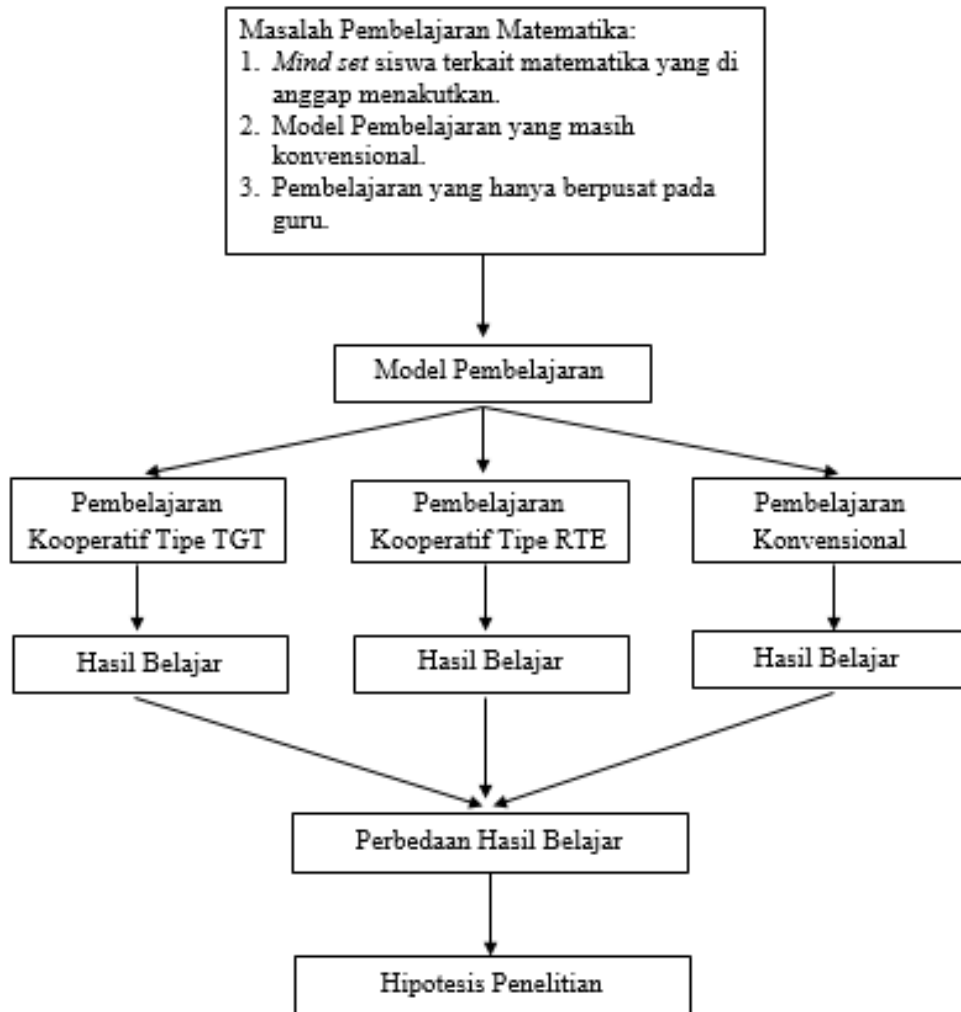 Masalah Pembelajaran Matematika:
1. Mind set siswa terkait matematika yang di
anggap menakutkan.
2. Model Pembelajaran yang masih
konvensional.
3. Pembelajaran yang hanya berpusat pada
guru.
Model Pembelajaran
Pembelajaran
Kooperatif Tipe TGT
Pembelajaran
Kooperatif Tipe RTE
Pembelajaran
Konvensional
Hasil Belajar
Hasil Belajar
Hasil Belajar
Perbedaan Hasil Belajar
Hipotesis Penelitian